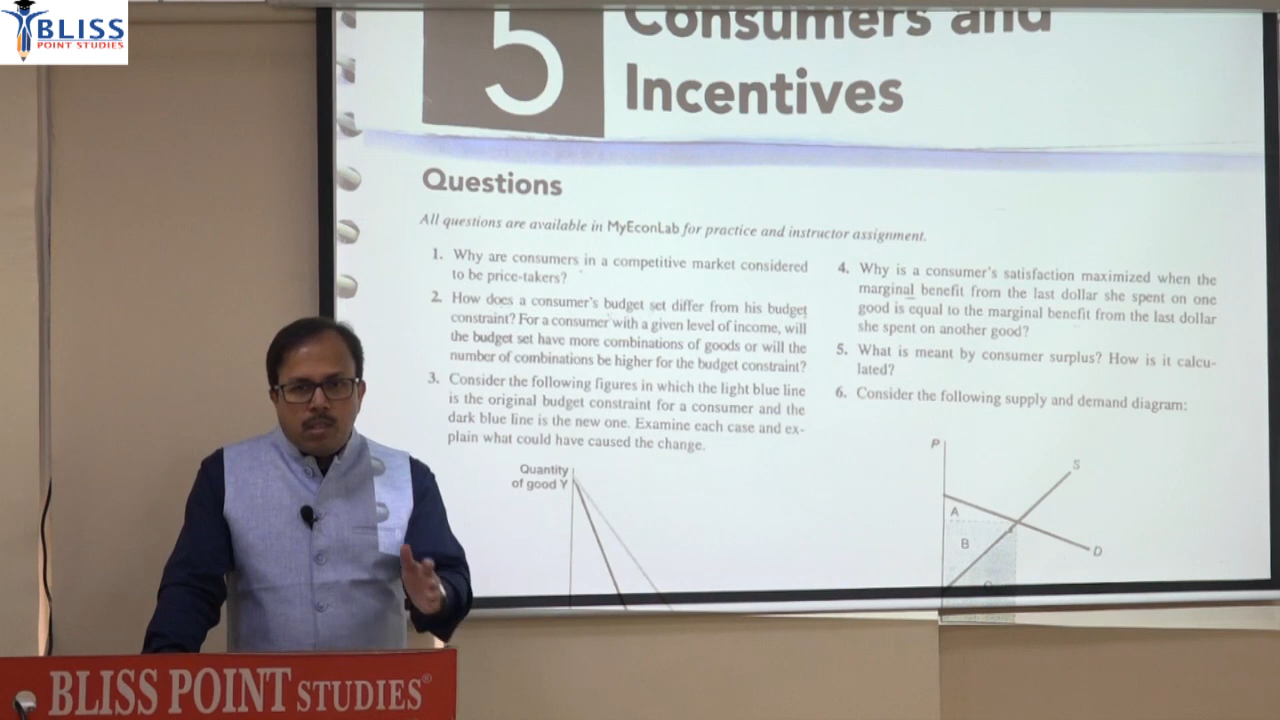 BLISS
POINT STUDIES
5
Consumers and
Incentives
Questions
All questions are available in MyEconLab for practice and instructor assignment.
1. Why are consumers in a competitive market considered
to be price-takers?
2. How does a consumer's budget set differ from his budget
constraint? For a consumer with a given level of income, will
the budget set have more combinations of goods or will the
number of combinations be higher for the budget constraint?
3. Consider the following figures in which the light blue line
is the original budget constraint for a consumer and the
dark blue line is the new one. Examine each case and ex-
plain what could have caused the change.
Quantity
of good Y
4. Why is a consumer's satisfaction maximized when the
marginal benefit from the last dollar she spent on one
good is equal to the marginal benefit from the last dollar
she spent on another good?
5. What is meant by consumer surplus? How is it calcu-
lated?
6. Consider the following supply and demand diagram:
P
S
A
B
D
C
BLISS POINT STUDIES®